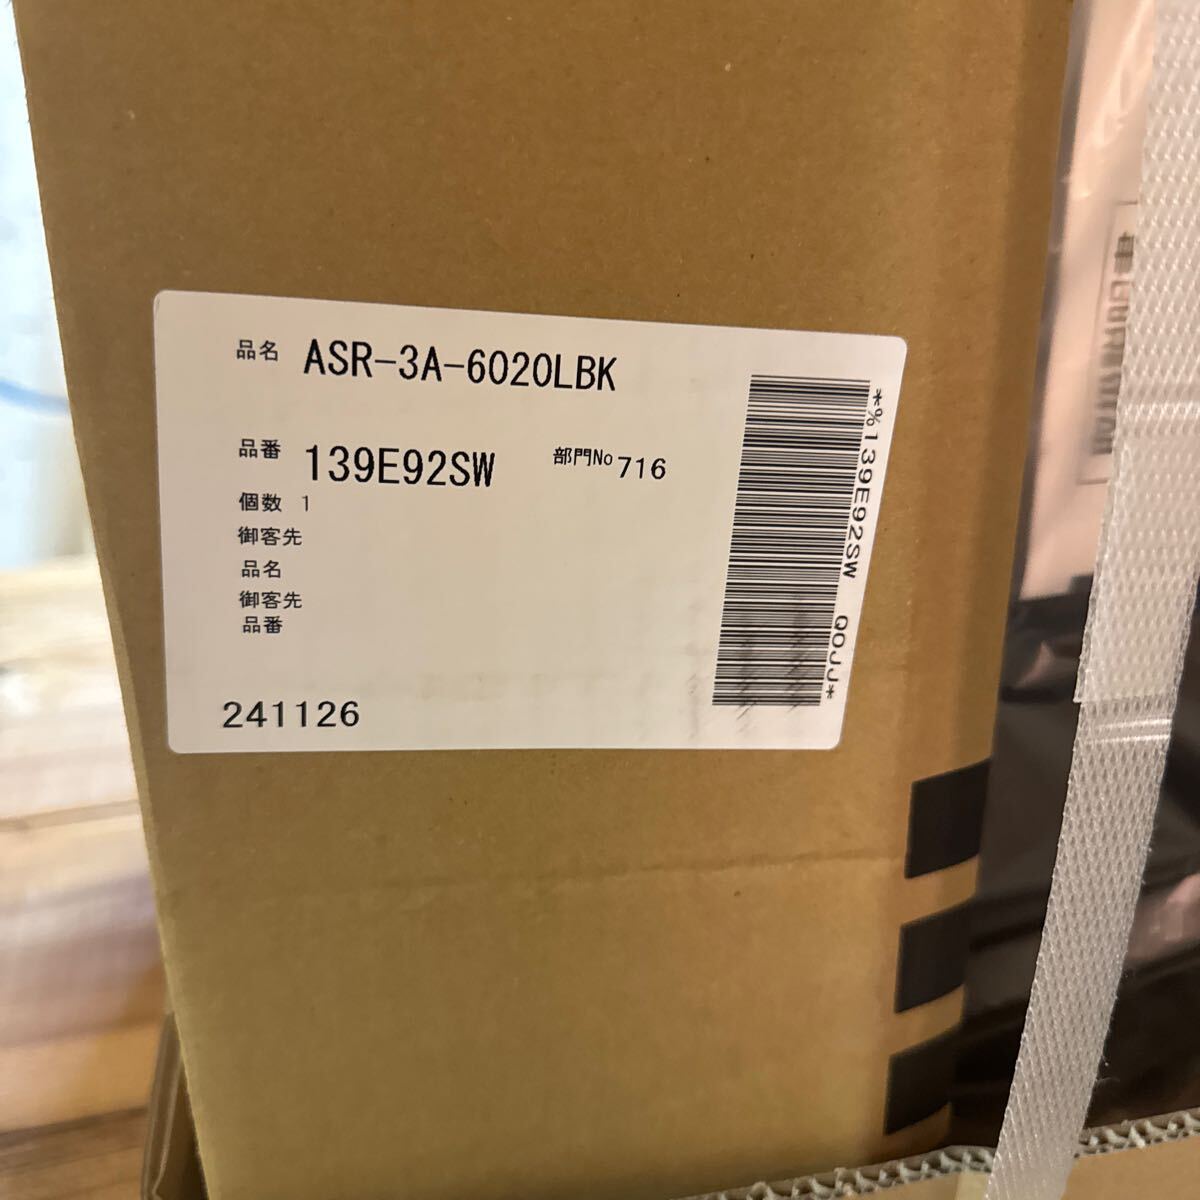 品名 ASR-3A-6020LBK
品番 139E92SW 部門No 716
個数 1
御客先
品名
御客先
品番
241126
*%139E92SW Q0JJ*